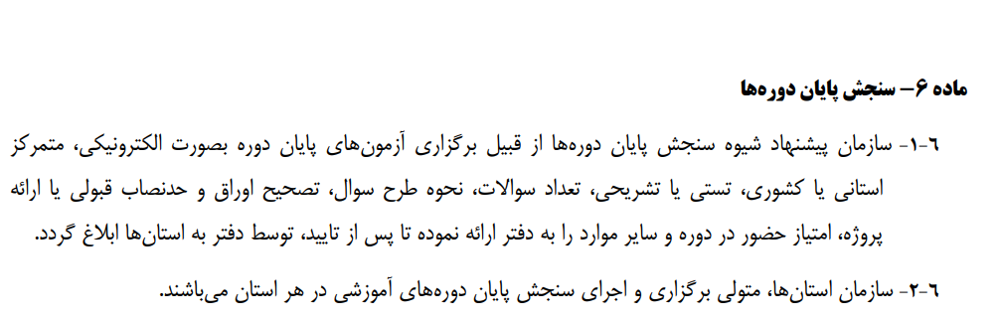 ماده ۶- سنجش پایان دوره‌ها
۶-۱- سازمان پیشنهاد شیوه سنجش پایان دوره‌ها از قبیل برگزاری آزمون‌های پایان دوره بصورت الکترونیکی، متمرکز
استانی یا کشوری، تستی یا تشریحی، تعداد سوالات، نحوه طرح سوال، تصحیح اوراق و حدنصاب قبولی یا ارائه
پروژه، امتیاز حضور در دوره و سایر موارد را به دفتر ارائه نموده تا پس از تایید، توسط دفتر به استان‌ها ابلاغ گردد.
۶-۲- سازمان استان‌ها، متولی برگزاری و اجرای سنجش پایان دوره‌های آموزشی در هر استان می‌باشند.